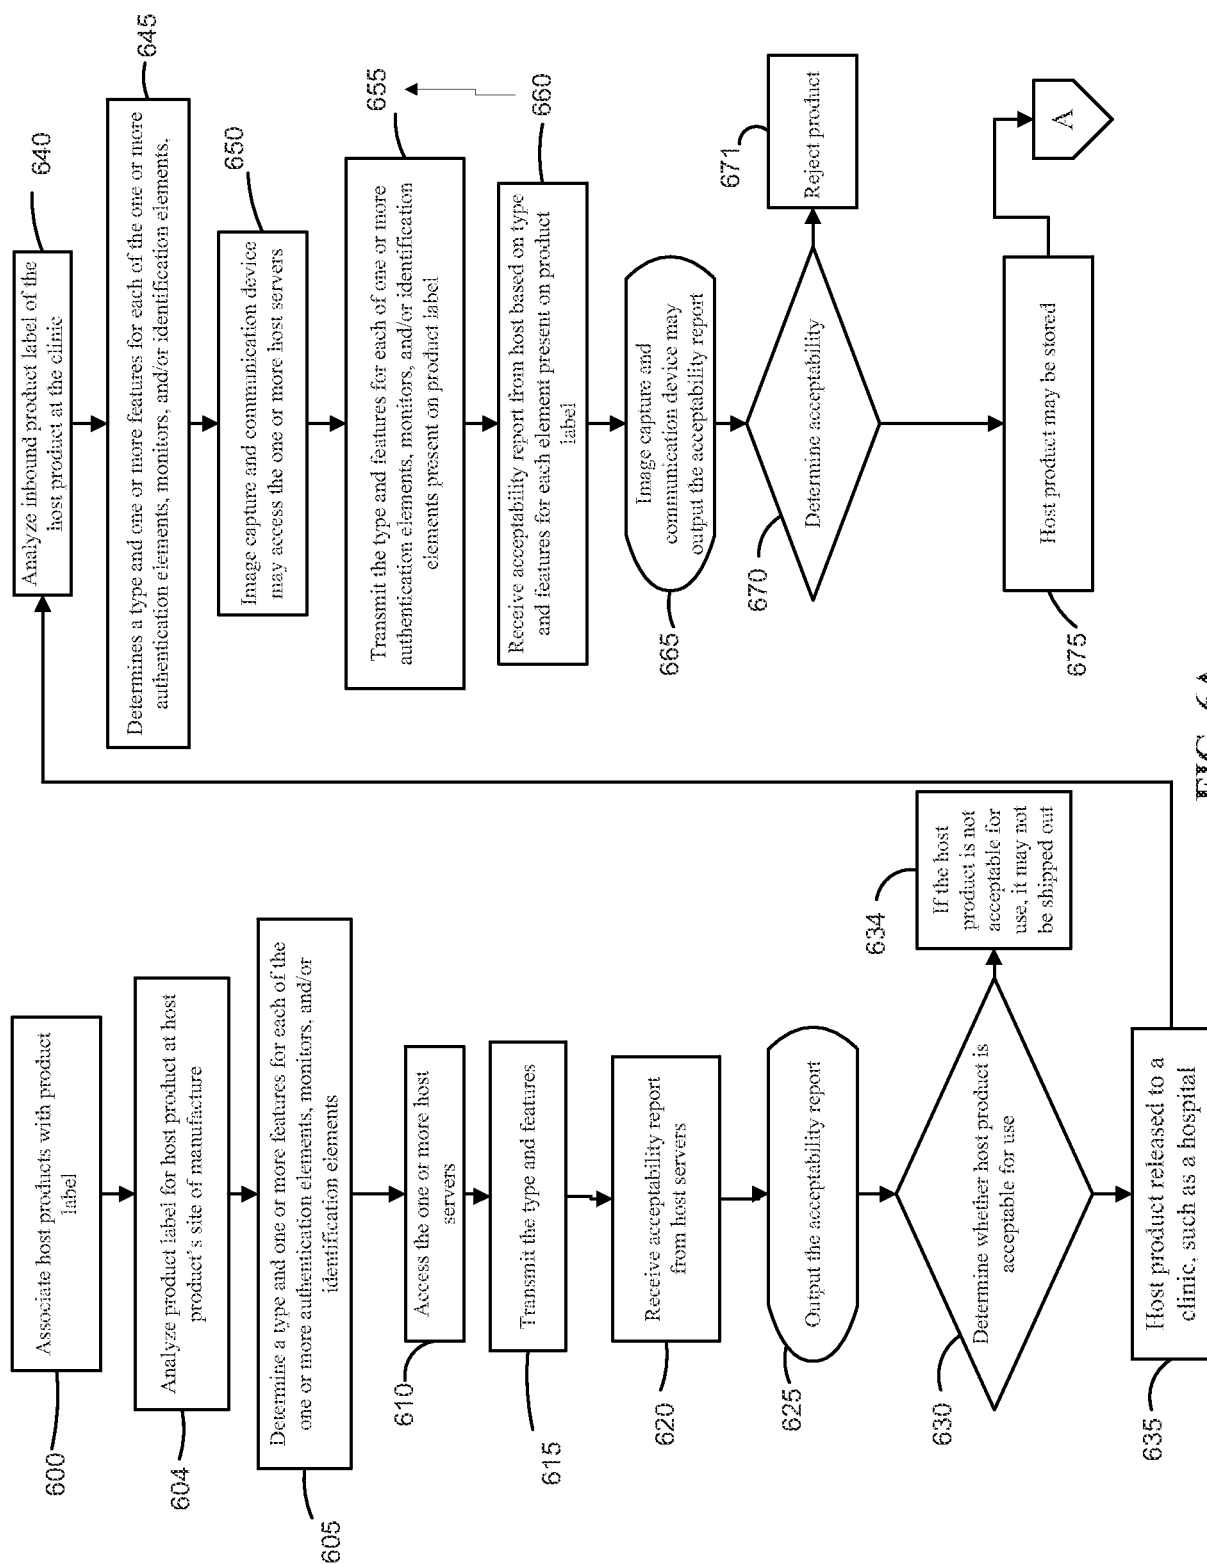 600
Associate host products with product
label
604
Analyze product label for host product at host
product's site of manufacture
605
Determine a type and one or more features for each of the
one or more authentication elements, monitors, and/or
identification elements
610
Access the one or more host
servers
615
Transmit the type and features
620
Receive acceptability report
from host servers
625
Output the acceptability report
630
Determine whether host product is
acceptable for use
634
If the host
product is not
acceptable for
use, it may not
be shipped out
635
Host product released to a
clinic, such as a hospital
640
Analyze inbound product label of the
host product at the clinic
645
Determines a type and one or more features for each of the one or more
authentication elements, monitors, and/or identification elements.
650
Image capture and communication device
may access the one or more host servers
655
Transmit the type and features for each of one or more
authentication elements, monitors, and/or identification
elements present on product label
660
Receive acceptability report from host based on type
and features for each element present on product
label
665
Image capture and
communication device may
output the acceptability report
670
Determine acceptability
671
Reject product
675
Host product may be stored
A
FIG. 6A